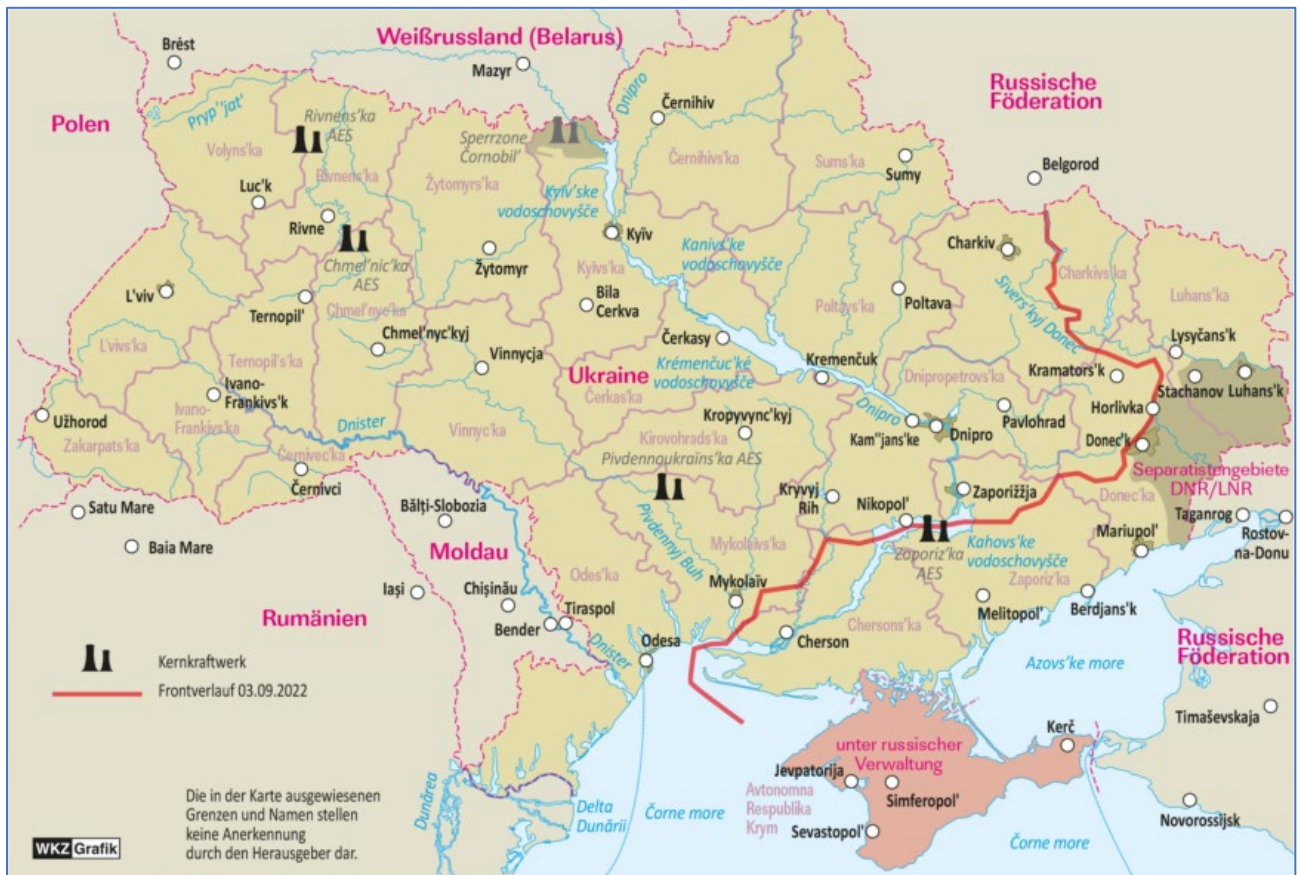 Brést
Weißrussland (Belarus)
Mazyr
Dnipro
Černihiv
Russische
Föderation
Polen
Pryp''jat'
Rivnens'ka
AES
Volyns'ka
Rivnens'ka
Sperrzone
Čornobil'
Žytomyrs'ka
Černihivs'ka
Sums'ka
Sumy
Belgorod
Luc'k
Rivne
Kyïv'ske
vodoschovyšče
Kyïv
Kanivs'ke
vodoschovyšče
Charkiv
Charkivs'ka
Chmel'nic'ka
AES
Žytomyr
Kyïvs'ka
L'viv
Ternopil'
Chmel'nyc'ka
Bila
Cerkva
Poltava
Poltavs'ka
Sivers'kyj Donec
Luhans'ka
Chmel'nyc'kyj
Čerkasy
Lysyčans'k
L'vivs'ka
Ternopil's'ka
Vinnycja
Ukraine
Krémenčuc'ké
vodoschovyšče
Kremenčuk
Dnipropetrovs'ka
Kramators'k
Stachanov
Luhans'k
Ivano-
Frankivs'k
Čerkas'ka
Užhorod
Ivano-
Frankivs'ka
Zakarpats'ka
Dnister
Vinnyc'ka
Kropyvync'kyj
Kirovohrads'ka
Dnipro
Kam''jans'ke
Dnipro
Pavlohrad
Horlivka
Donec'k
Černivec'ka
Černivci
Pivdennoukraïns'ka AES
Separatistengebiete
DNR/LNR
Satu Mare
Bălți-Slobozia
Kryvyj
Rih
Nikopol'
Zaporižžja
Donec'ka
Taganrog
Rostov-
na-Donu
Baia Mare
Moldau
Pivdennyj Buh
Mykolaïvs'ka
Zaporiz'ka
AES
Kahovs'ke
vodoschovyšče
Mariupol'
Odes'ka
Zaporiz'ka
Iași
Chișinău
Mykolaïv
Melitopol'
Berdjans'k
Rumänien
Bender
Tiraspol
Cherson
Chersons'ka
Dnister
Odesa
Russische
Föderation
Azovs'ke more
Kernkraftwerk
Frontverlauf 03.09.2022
Timaševskaja
unter russischer
Verwaltung
Kerč
Jevpatorija
Simferopol'
Avtonomna
Respublika
Krym
Sevastopol'
Die in der Karte ausgewiesenen
Grenzen und Namen stellen
keine Anerkennung
durch den Herausgeber dar.
Dunărea
Delta
Dunării
Čorne more
Čorne more
Novorossijsk
WKZ Grafik